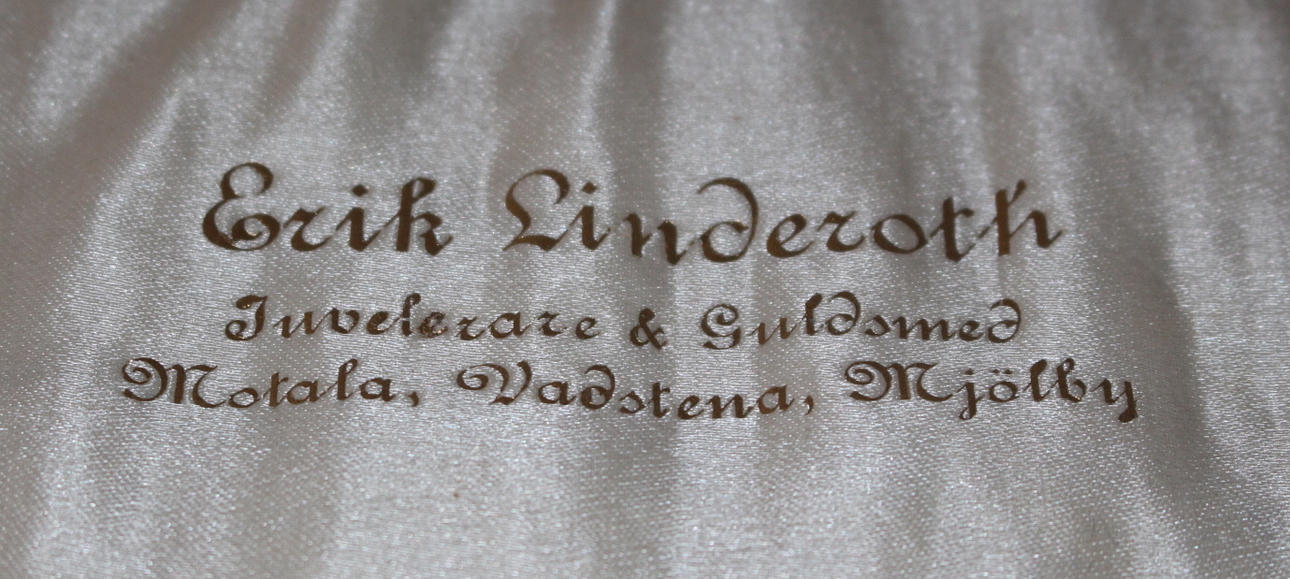 Erik Linderoth
Juvelerare & Guldsmed
Motala, Vadstena, Mjölby